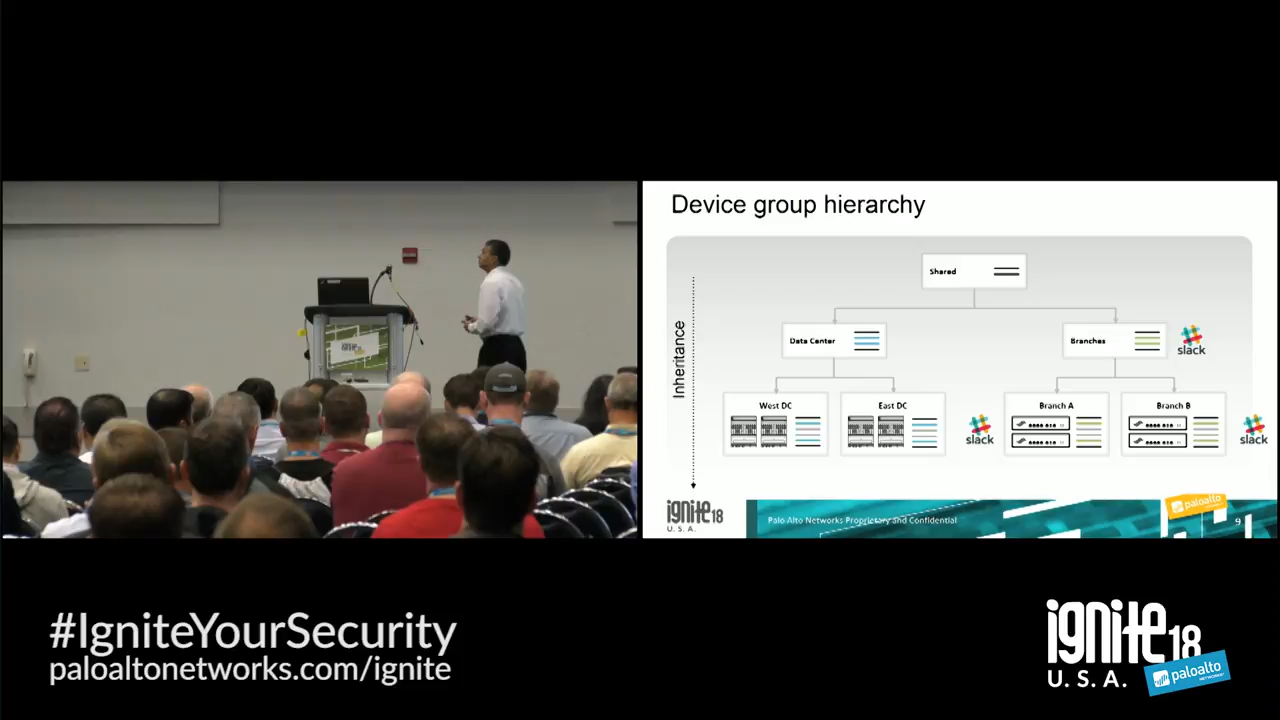 Device group hierarchy
Shared
Data Center
Branches
slack
Inheritance
West DC
East DC
slack
Branch A
Branch B
slack
ignite18
U. S. A.
Palo Alto Networks Proprietary and Confidential
paloalto
9
#IgniteYourSecurity
paloaltonetworks.com/ignite
ignite18
U. S. A.
paloalto
NETWORKS